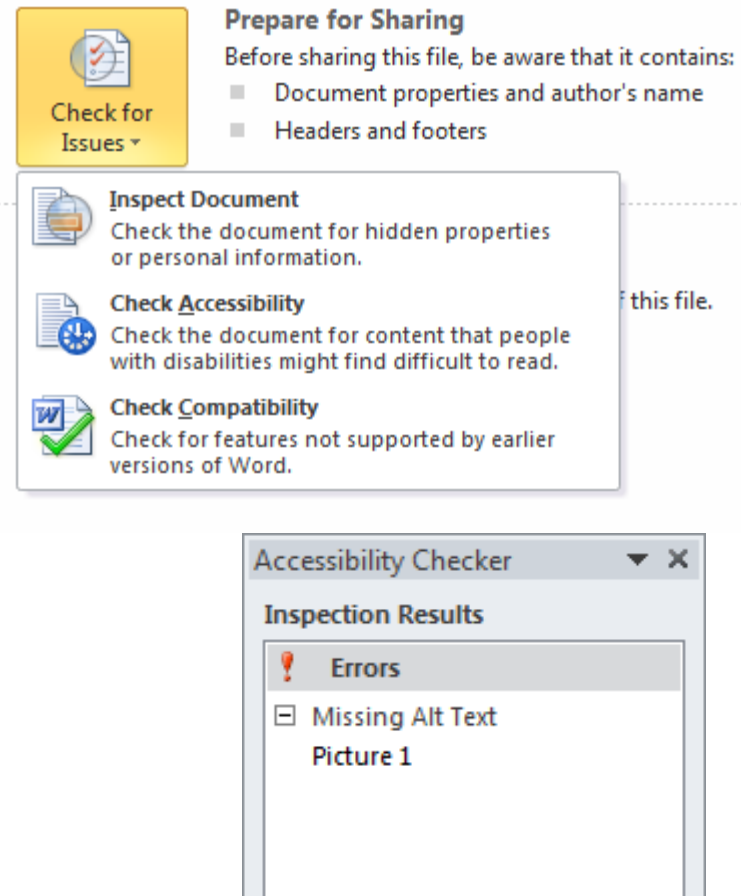 Prepare for Sharing
Before sharing this file, be aware that it contains:
Document properties and author's name
Headers and footers
Check for
Issues
Inspect Document
Check the document for hidden properties
or personal information.
Check Accessibility
Check the document for content that people
with disabilities might find difficult to read.
this file.
Check Compatibility
Check for features not supported by earlier
versions of Word.
Accessibility Checker
Inspection Results
Errors
Missing Alt Text
Picture 1